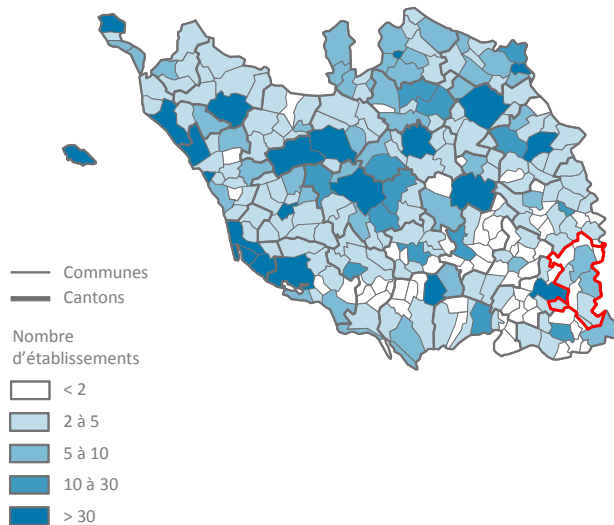 Communes
Cantons
Nombre
d’établissements
< 2
2 à 5
5 à 10
10 à 30
> 30